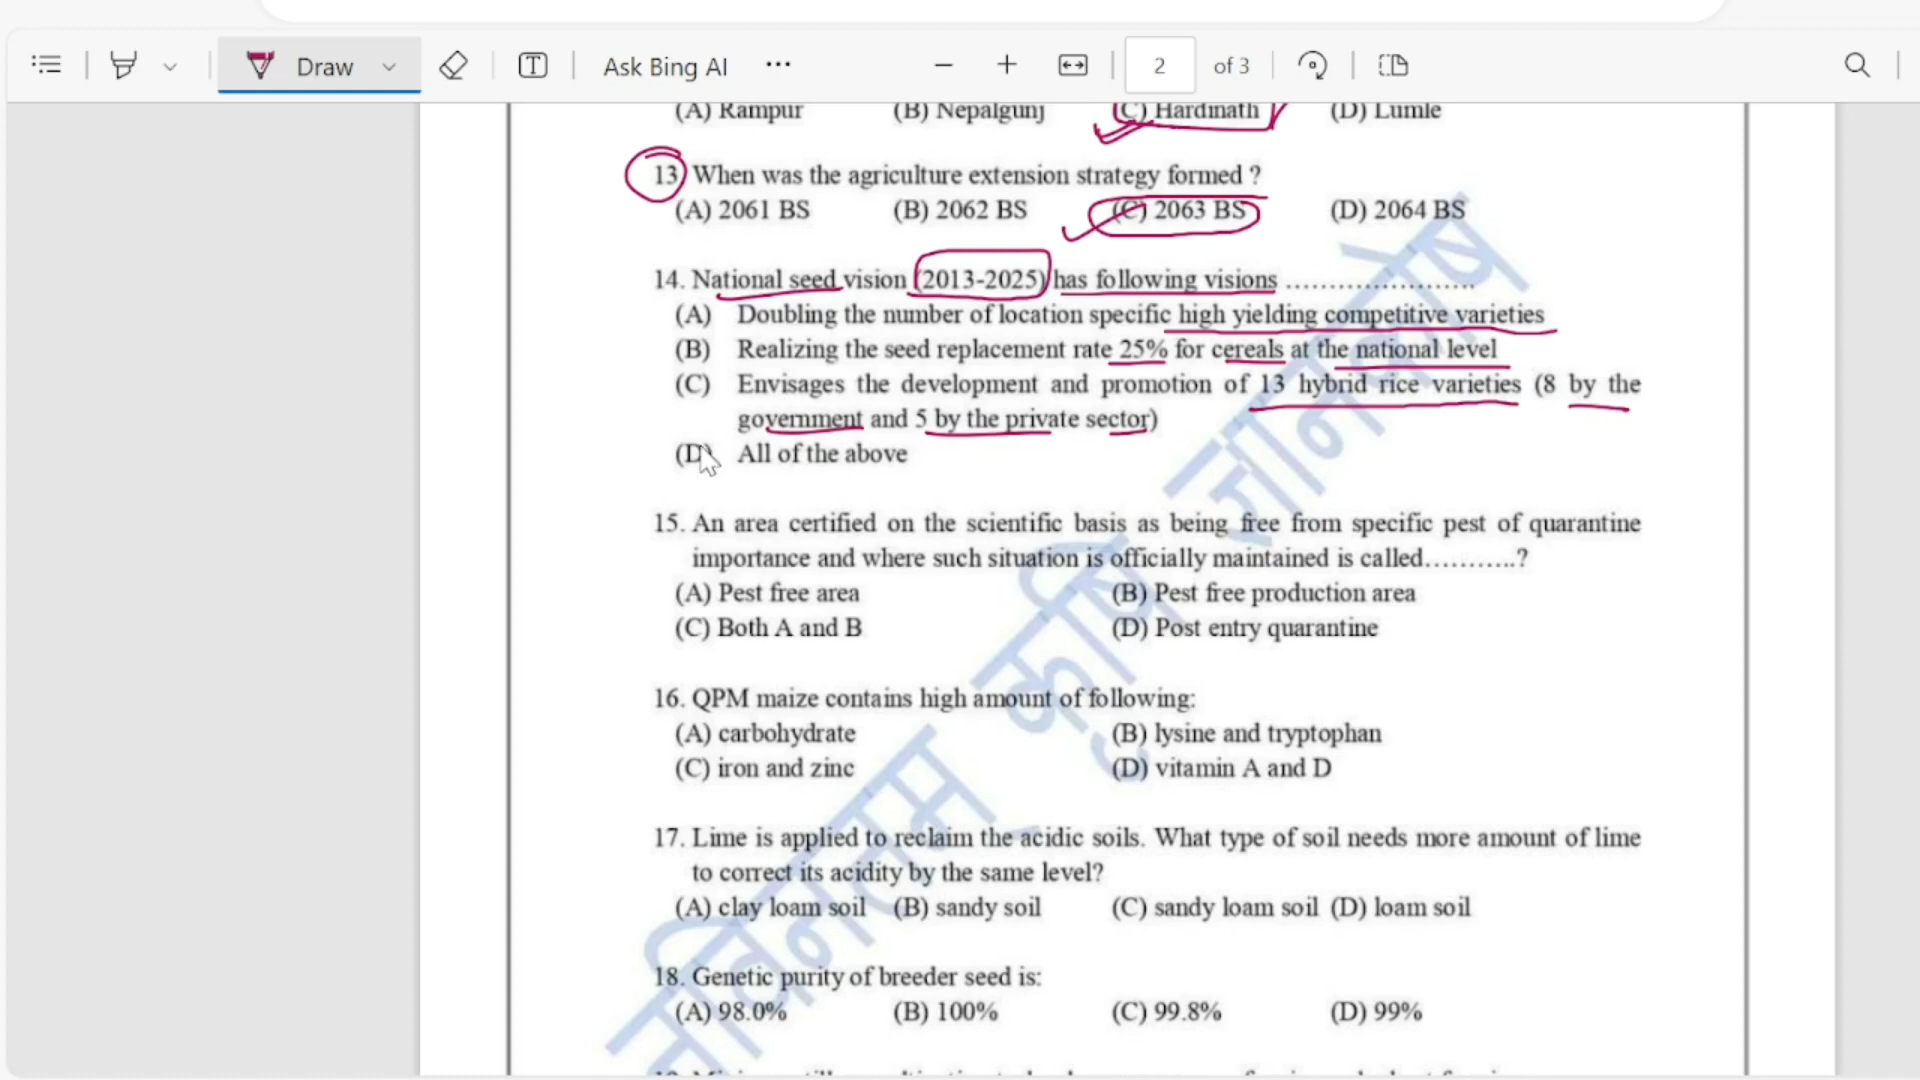 Draw
Ask Bing AI
2 of 3
(A) Rampur (B) Nepalgunj (C) Hardinath (D) Lumle
13 When was the agriculture extension strategy formed ?
(A) 2061 BS (B) 2062 BS (C) 2063 BS (D) 2064 BS
14. National seed vision (2013-2025) has following visions ......................
(A) Doubling the number of location specific high yielding competitive varieties
(B) Realizing the seed replacement rate 25% for cereals at the national level
(C) Envisages the development and promotion of 13 hybrid rice varieties (8 by the
government and 5 by the private sector)
(D) All of the above
15. An area certified on the scientific basis as being free from specific pest of quarantine
importance and where such situation is officially maintained is called...........?
(A) Pest free area (B) Pest free production area
(C) Both A and B (D) Post entry quarantine
16. QPM maize contains high amount of following:
(A) carbohydrate (B) lysine and tryptophan
(C) iron and zinc (D) vitamin A and D
17. Lime is applied to reclaim the acidic soils. What type of soil needs more amount of lime
to correct its acidity by the same level?
(A) clay loam soil (B) sandy soil (C) sandy loam soil (D) loam soil
18. Genetic purity of breeder seed is:
(A) 98.0% (B) 100% (C) 99.8% (D) 99%
कृषि